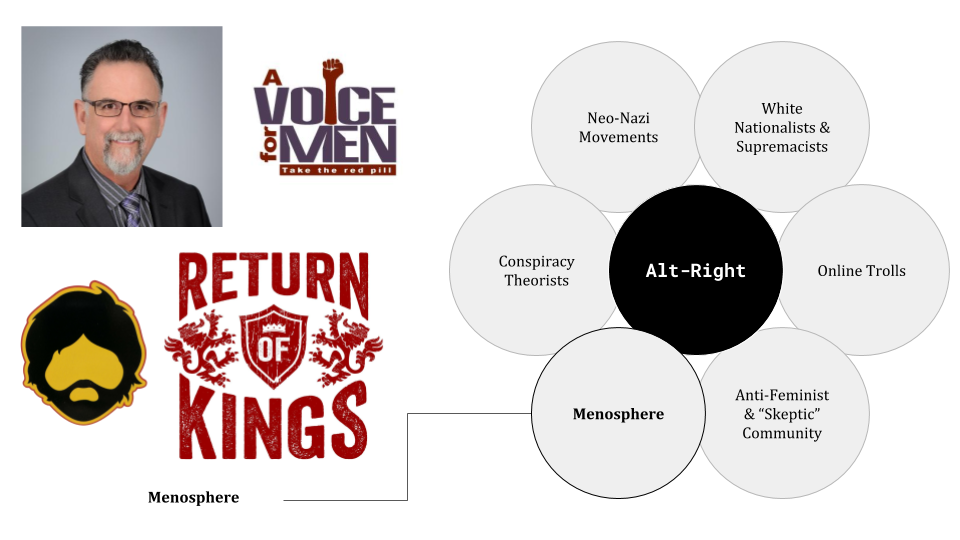 A
VOICE
for
MEN
Take the red pill
RETURN
OF
KINGS
Menosphere
Neo-Nazi
Movements
White
Nationalists &
Supremacists
Conspiracy
Theorists
Alt-Right
Online Trolls
Menosphere
Anti-Feminist
& “Skeptic”
Community